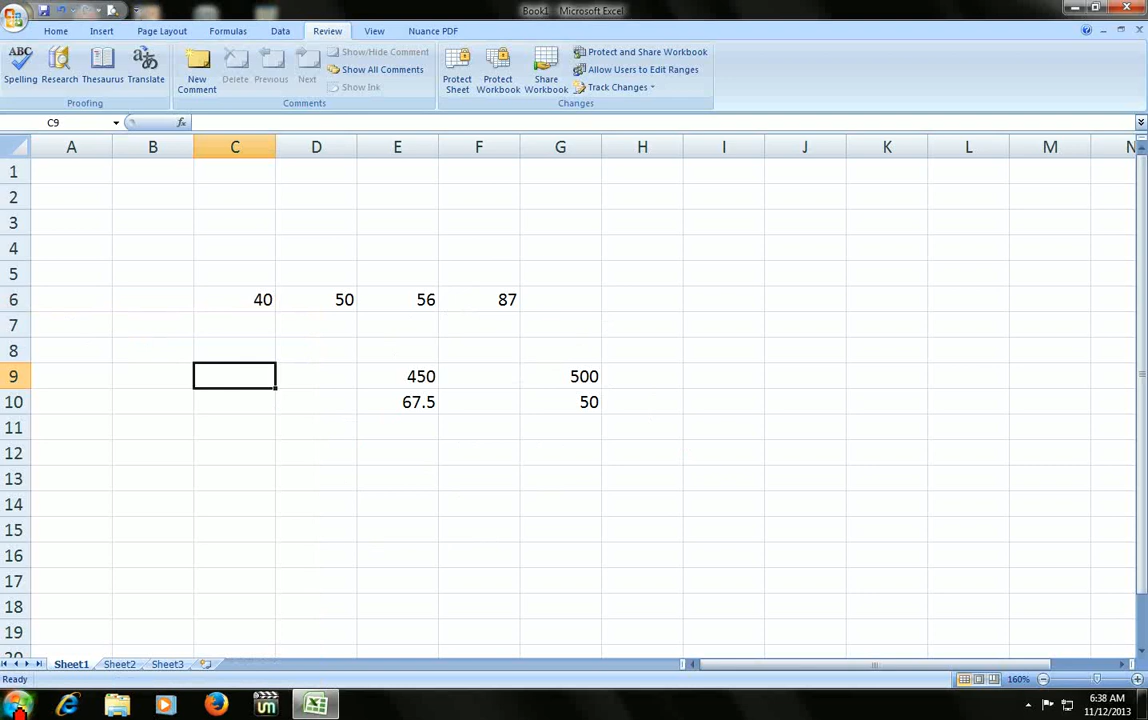 Book1 - Microsoft Excel
Home Insert Page Layout Formulas Data Review View Nuance PDF
ABC
Spelling Research Thesaurus Translate
Proofing
New Comment
Delete Previous Next
Show/Hide Comment
Show All Comments
Show Ink
Comments
Protect Sheet
Protect Workbook
Share Workbook
Protect and Share Workbook
Allow Users to Edit Ranges
Track Changes
Changes
C9
fx
A B C D E F G H I J K L M N
1
2
3
4
5
6 40 50 56 87
7
8
9 450 500
10 67.5 50
11
12
13
14
15
16
17
18
19
20
Sheet1 Sheet2 Sheet3
Ready 160%
um
6:38 AM
11/12/2013